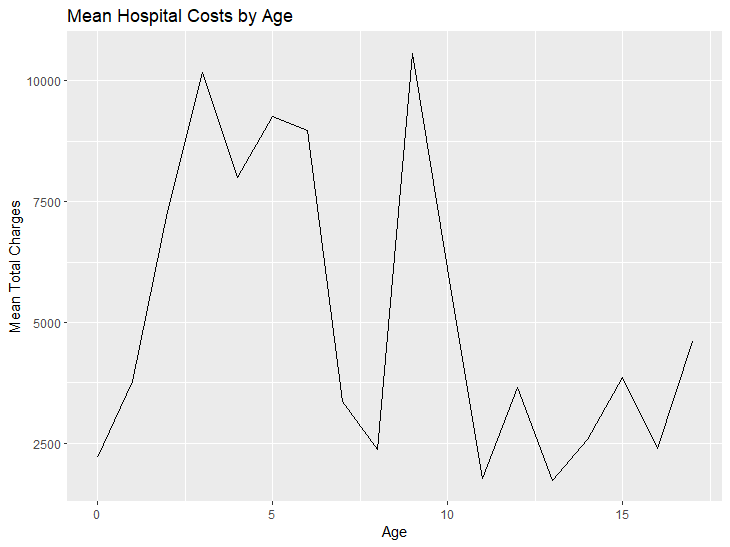 Mean Hospital Costs by Age
10000
7500
5000
2500
Mean Total Charges
0 5 10 15
Age